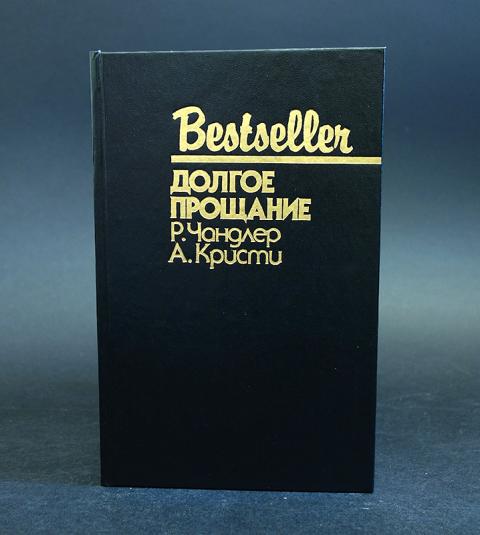 Bestseller
ДОЛГОЕ
ПРОЩАНИЕ
Р. Чандлер
А. Кристи